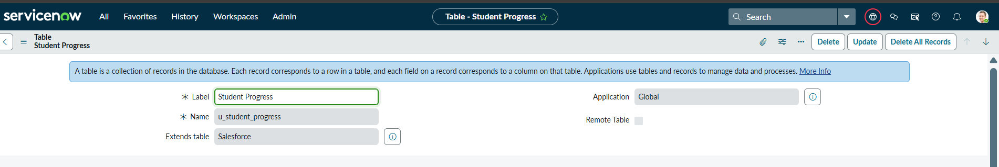 servicenow All Favorites History Workspaces Admin Table - Student Progress Search
Table
Student Progress
Delete Update Delete All Records
A table is a collection of records in the database. Each record corresponds to a row in a table, and each field on a record corresponds to a column on that table. Applications use tables and records to manage data and processes. More Info
Label Student Progress
Application Global
Name u_student_progress
Remote Table
Extends table Salesforce